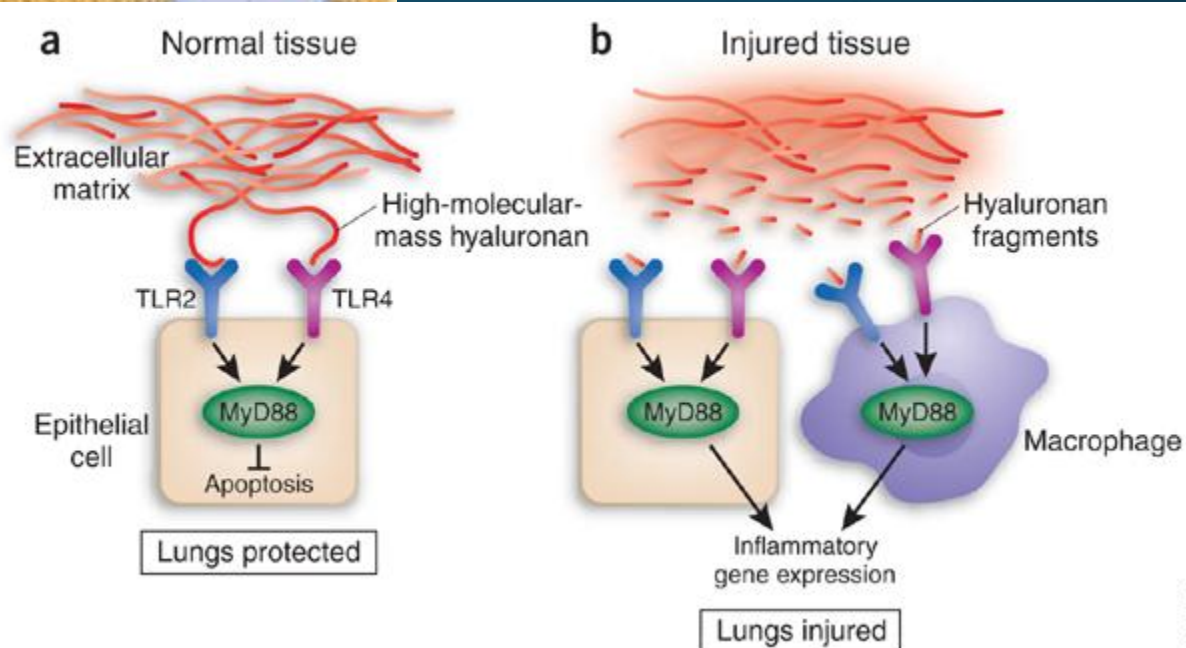 a Normal tissue
Extracellular
matrix
High-molecular-
mass hyaluronan
TLR2
TLR4
MyD88
Apoptosis
Epithelial
cell
Lungs protected
b Injured tissue
Hyaluronan
fragments
MyD88
MyD88
Macrophage
Inflammatory
gene expression
Lungs injured